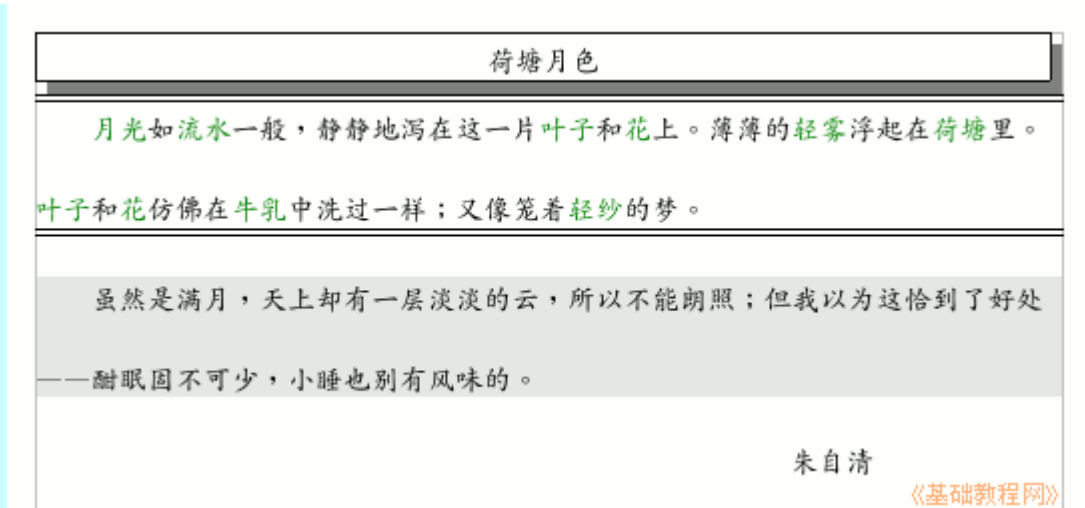 荷塘月色
月光如流水一般，静静地泻在这一片叶子和花上。薄薄的轻雾浮起在荷塘里。
叶子和花仿佛在牛乳中洗过一样；又像笼着轻纱的梦。
虽然是满月，天上却有一层淡淡的云，所以不能朗照；但我以为这恰到了好处
——酣眠固不可少，小睡也别有风味的。
朱自清
《基础教程网》